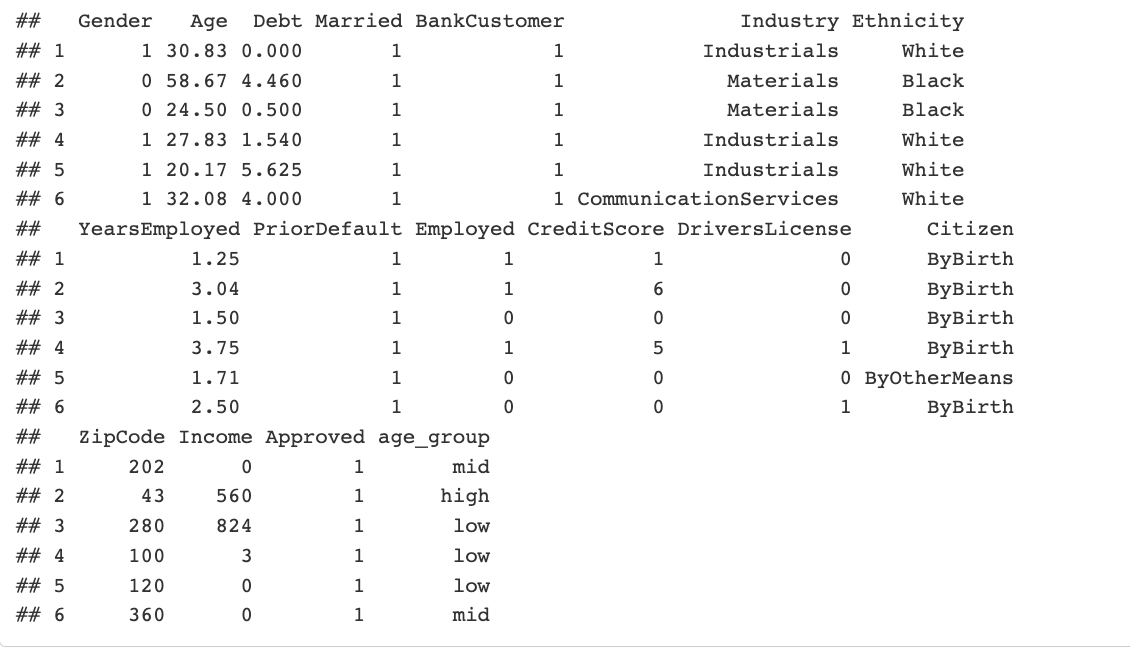 ##   Gender   Age  Debt Married BankCustomer              Industry Ethnicity
## 1      1 30.83 0.000       1            1           Industrials     White
## 2      0 58.67 4.460       1            1             Materials     Black
## 3      0 24.50 0.500       1            1             Materials     Black
## 4      1 27.83 1.540       1            1           Industrials     White
## 5      1 20.17 5.625       1            1           Industrials     White
## 6      1 32.08 4.000       1            1 CommunicationServices     White
##   YearsEmployed PriorDefault Employed CreditScore DriversLicense      Citizen
## 1          1.25            1        1           1              0      ByBirth
## 2          3.04            1        1           6              0      ByBirth
## 3          1.50            1        0           0              0      ByBirth
## 4          3.75            1        1           5              1      ByBirth
## 5          1.71            1        0           0              0 ByOtherMeans
## 6          2.50            1        0           0              1      ByBirth
##   ZipCode Income Approved age_group
## 1     202      0        1       mid
## 2      43    560        1      high
## 3     280    824        1       low
## 4     100      3        1       low
## 5     120      0        1       low
## 6     360      0        1       mid